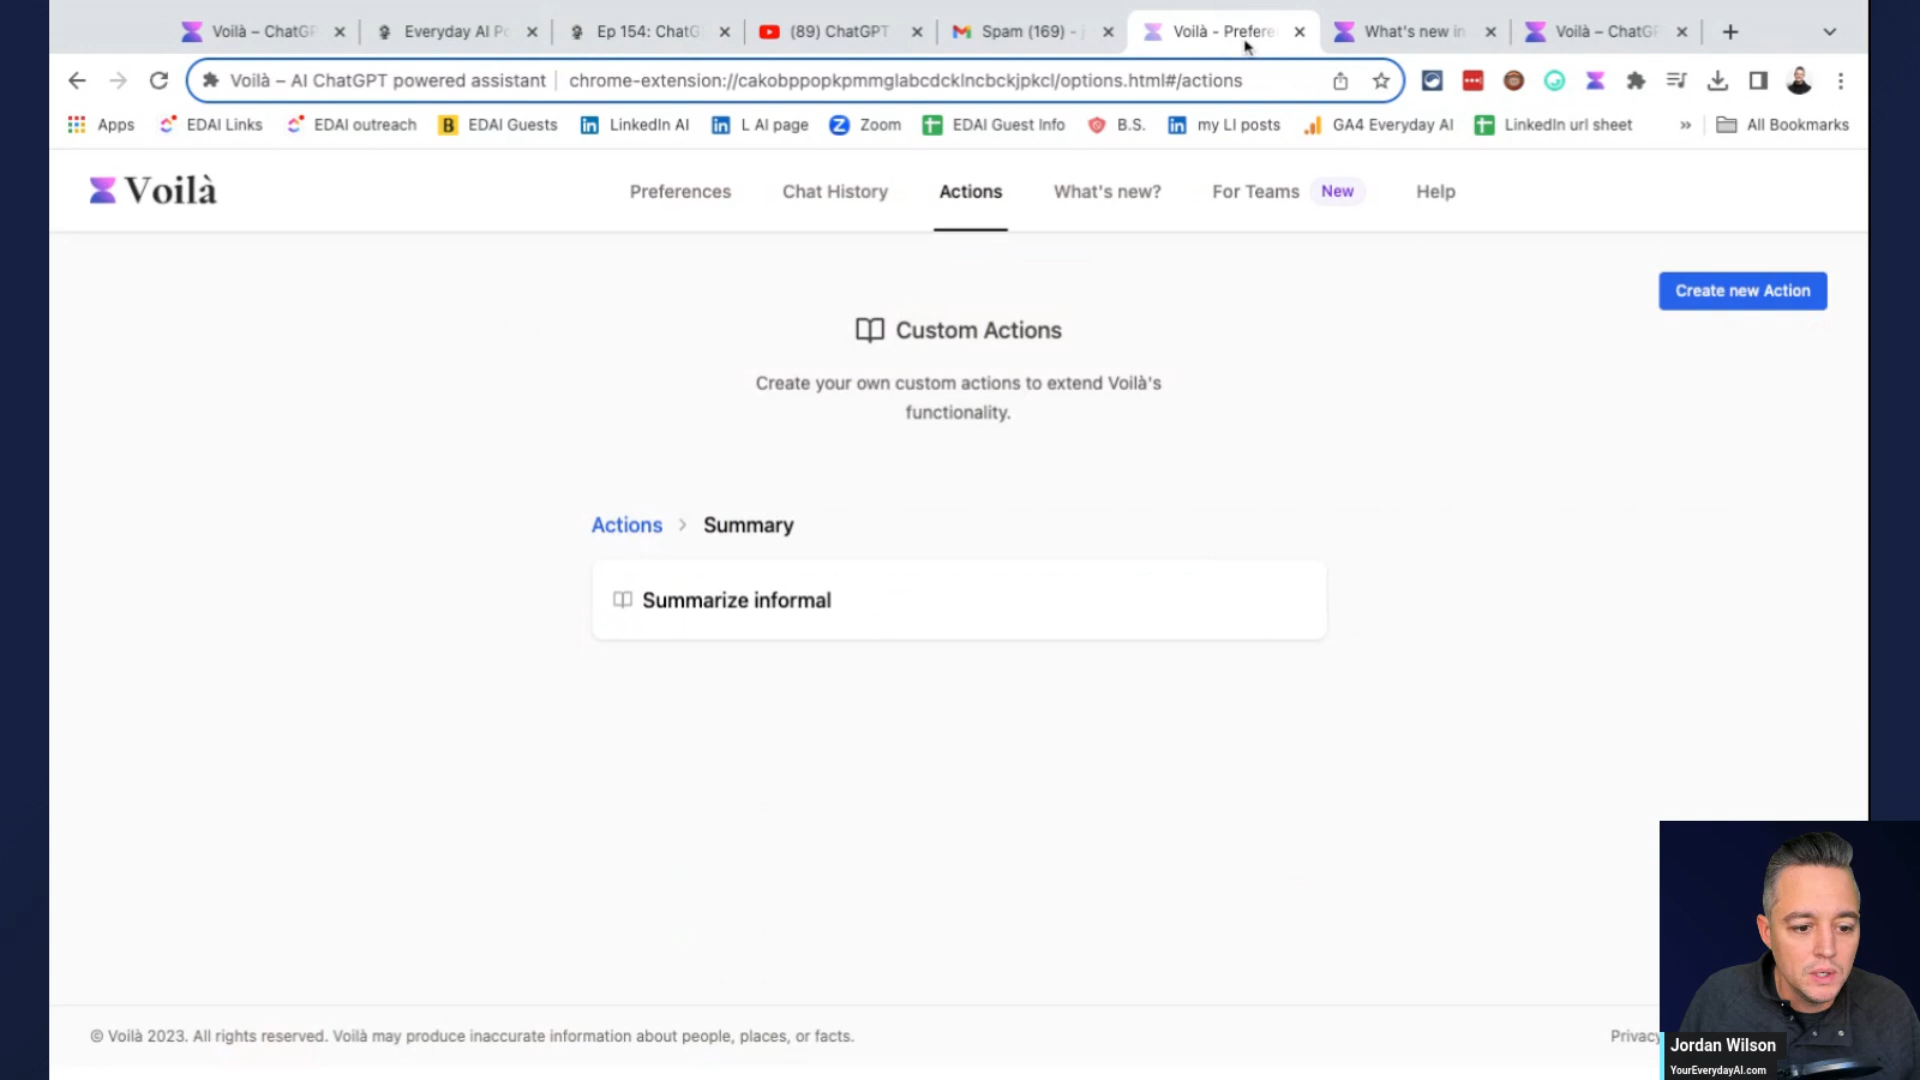 Voilà – ChatGP
Everyday AI Po
Ep 154: ChatG
(89) ChatGPT
Spam (169) -
Voilà - Prefere
What's new in
Voilà – ChatGP
Voilà – AI ChatGPT powered assistant
chrome-extension://cakobppopkpmmglabcdcklncbckjpkcl/options.html#/actions
Apps
EDAI Links
EDAI outreach
B
EDAI Guests
LinkedIn AI
L AI page
Zoom
EDAI Guest Info
B.S.
my LI posts
GA4 Everyday AI
LinkedIn url sheet
»
All Bookmarks
Voilà
Preferences
Chat History
Actions
What's new?
For Teams
New
Help
Create new Action
Custom Actions
Create your own custom actions to extend Voilà's
functionality.
Actions > Summary
Summarize informal
© Voilà 2023. All rights reserved. Voilà may produce inaccurate information about people, places, or facts.
Privacy
Jordan Wilson
YourEverydayAI.com